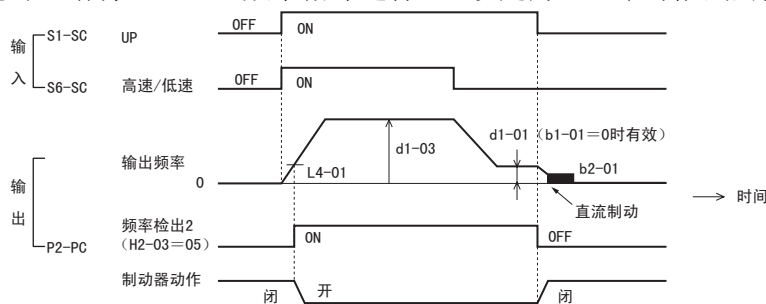 输入
S1-SC UP OFF ON
S6-SC 高速/低速 OFF ON
输出
输出频率 0 L4-01 d1-03 d1-01 (b1-01=0时有效) b2-01
直流制动
→ 时间
P2-PC 频率检出2 (H2-03=05) ON OFF
制动器动作 闭 开 闭